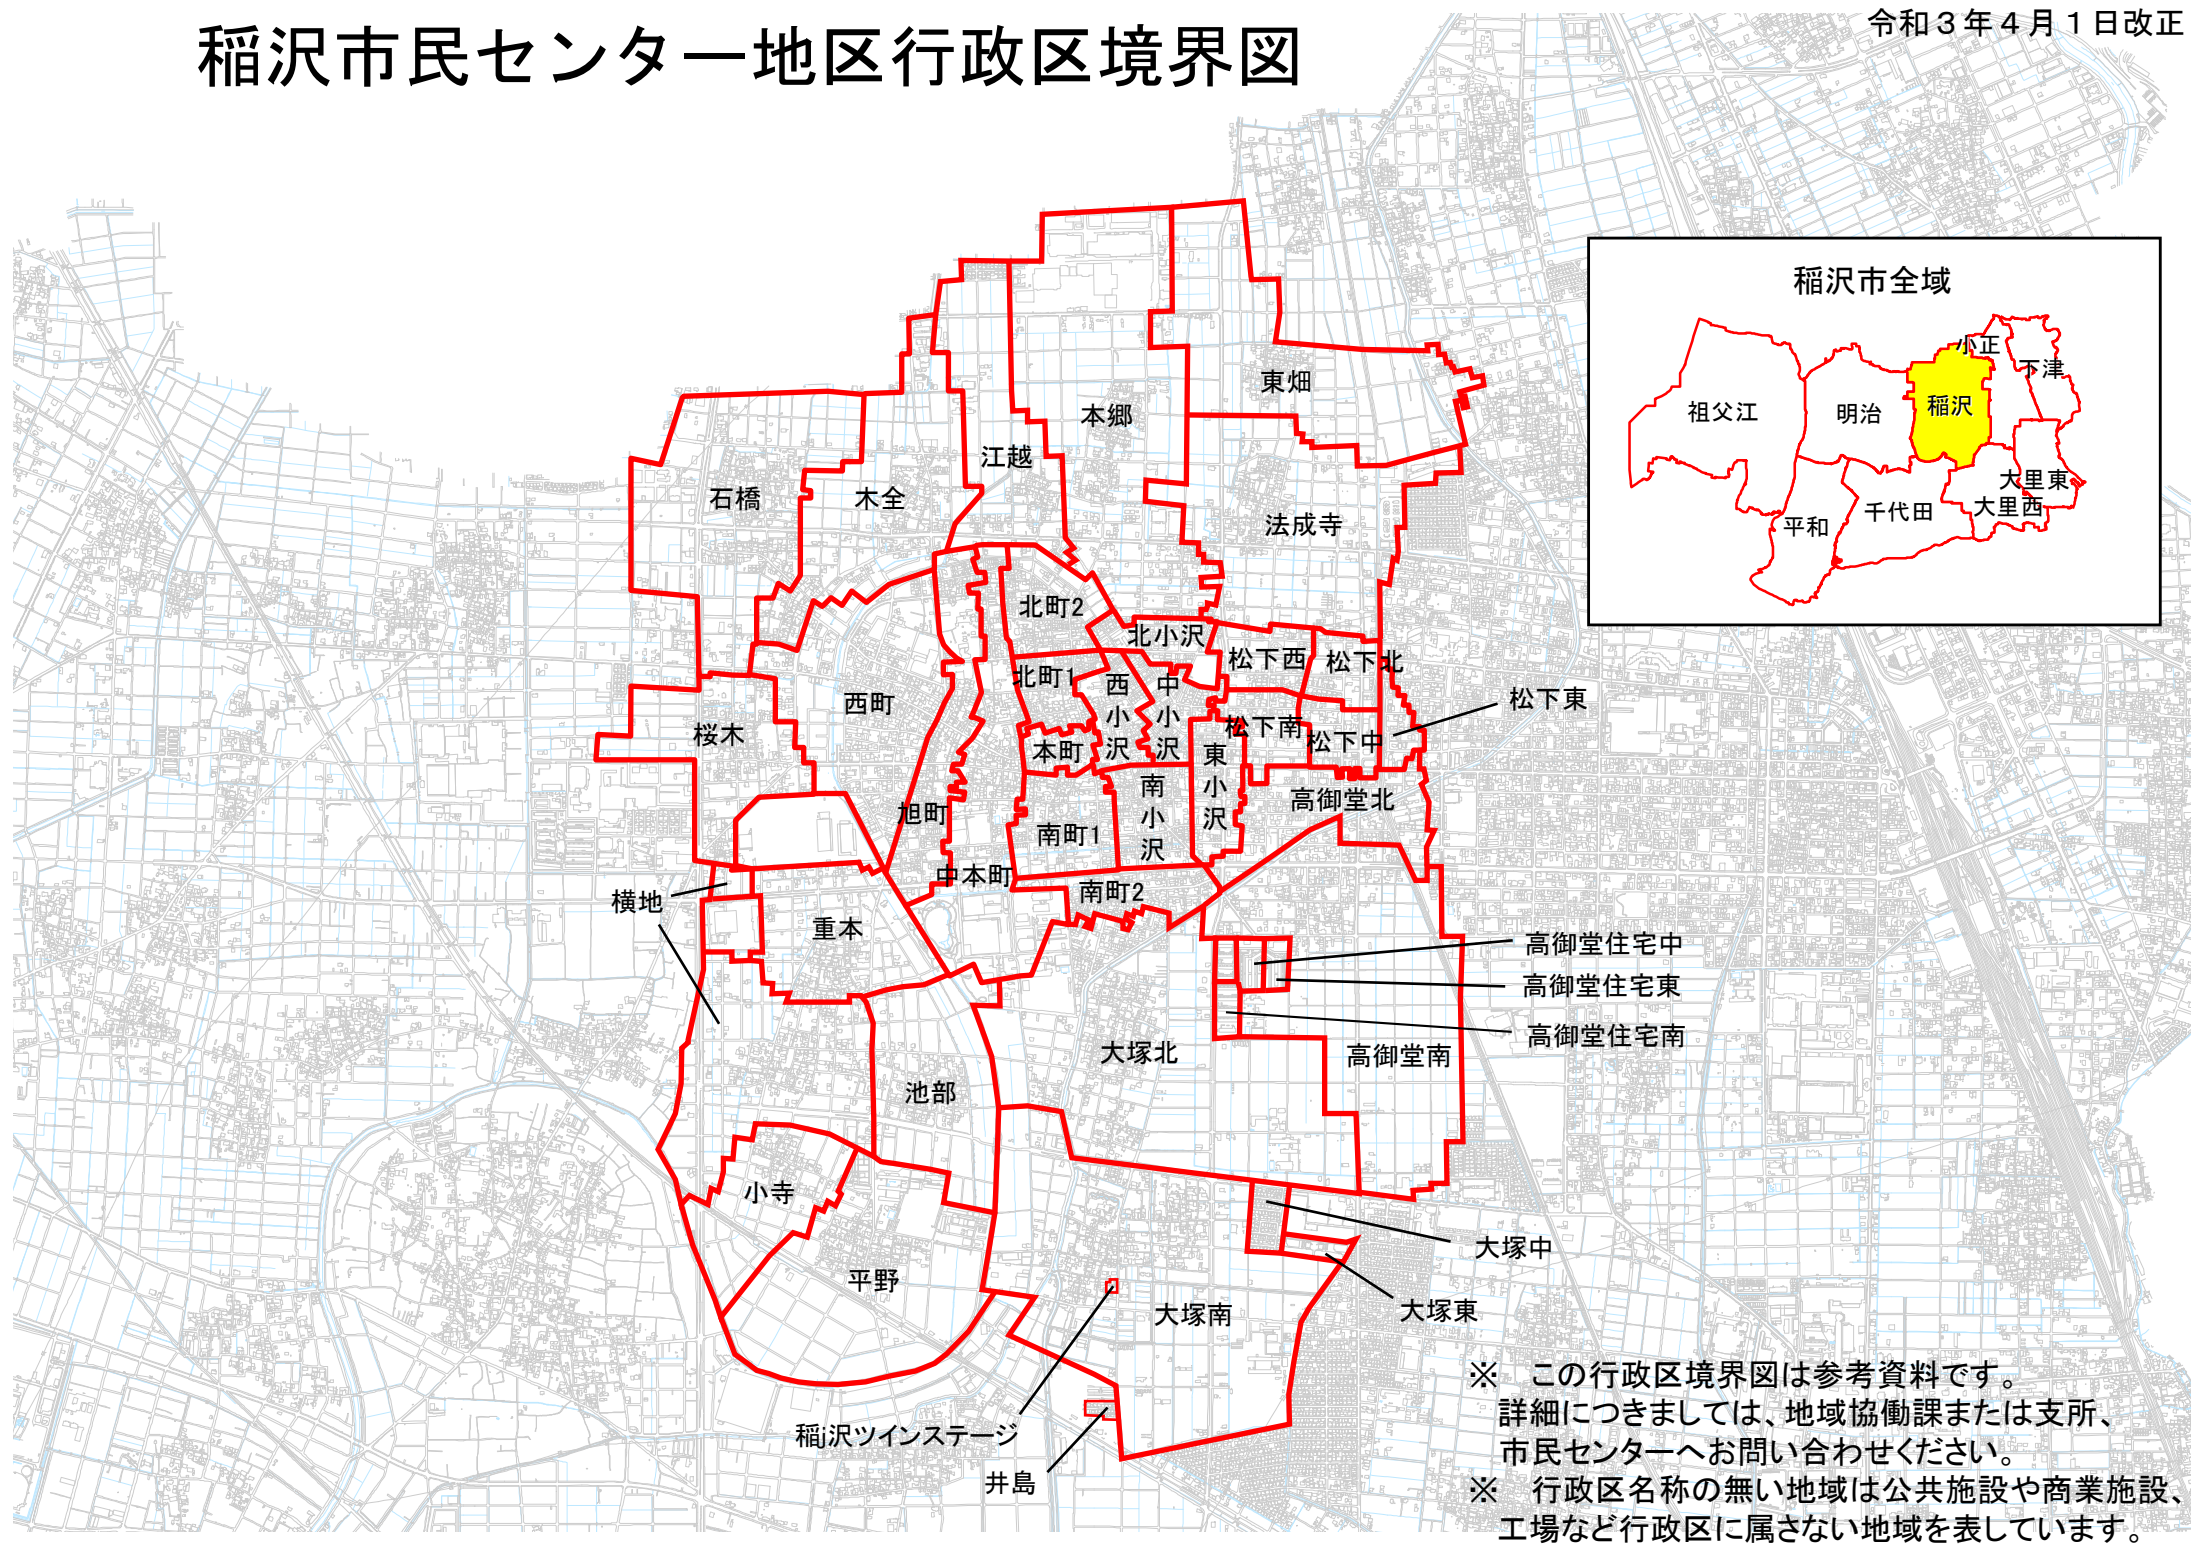 稲沢市民センター地区行政区境界図
令和３年４月１日改正
稲沢市全域
小正
下津
祖父江
明治
稲沢
大里東
大里西
千代田
平和
東畑
本郷
江越
石橋
木全
法成寺
北町2
北小沢
松下西
松下北
北町1
西小沢
中小沢
松下東
西町
桜木
松下南
松下中
本町
東小沢
南小沢
高御堂北
旭町
南町1
中本町
南町2
横地
重本
高御堂住宅中
高御堂住宅東
高御堂住宅南
大塚北
高御堂南
池部
小寺
大塚中
平野
大塚南
大塚東
稲j沢ツインステージ
井島
※　この行政区境界図は参考資料です。
詳細につきましては、地域協働課または支所、
市民センターへお問い合わせください。
※　行政区名称の無い地域は公共施設や商業施設、
工場など行政区に属さない地域を表しています。